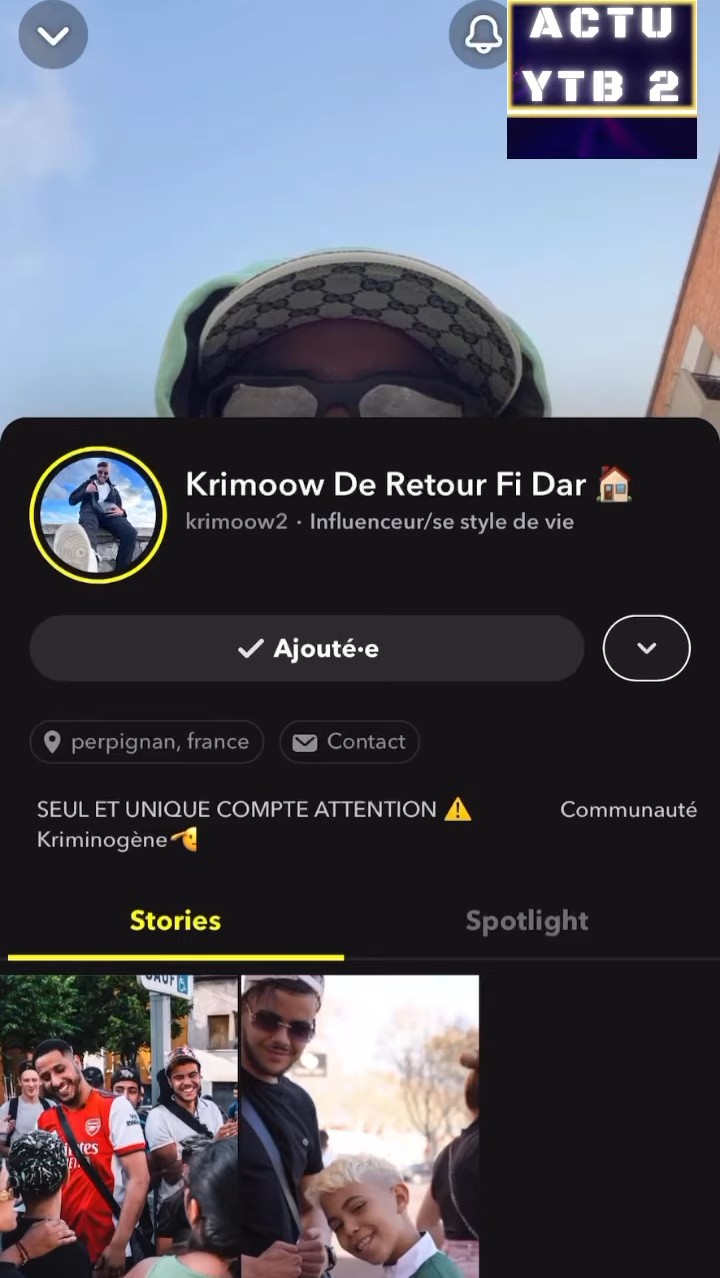 ACTU
YTB 2
Krimoow De Retour Fi Dar 🏠
krimoow2 · Influenceur/se style de vie
Ajouté·e
perpignan, france
Contact
SEUL ET UNIQUE COMPTE ATTENTION ⚠️
Communauté
Kriminogène🫡
Stories
Spotlight
SAUF